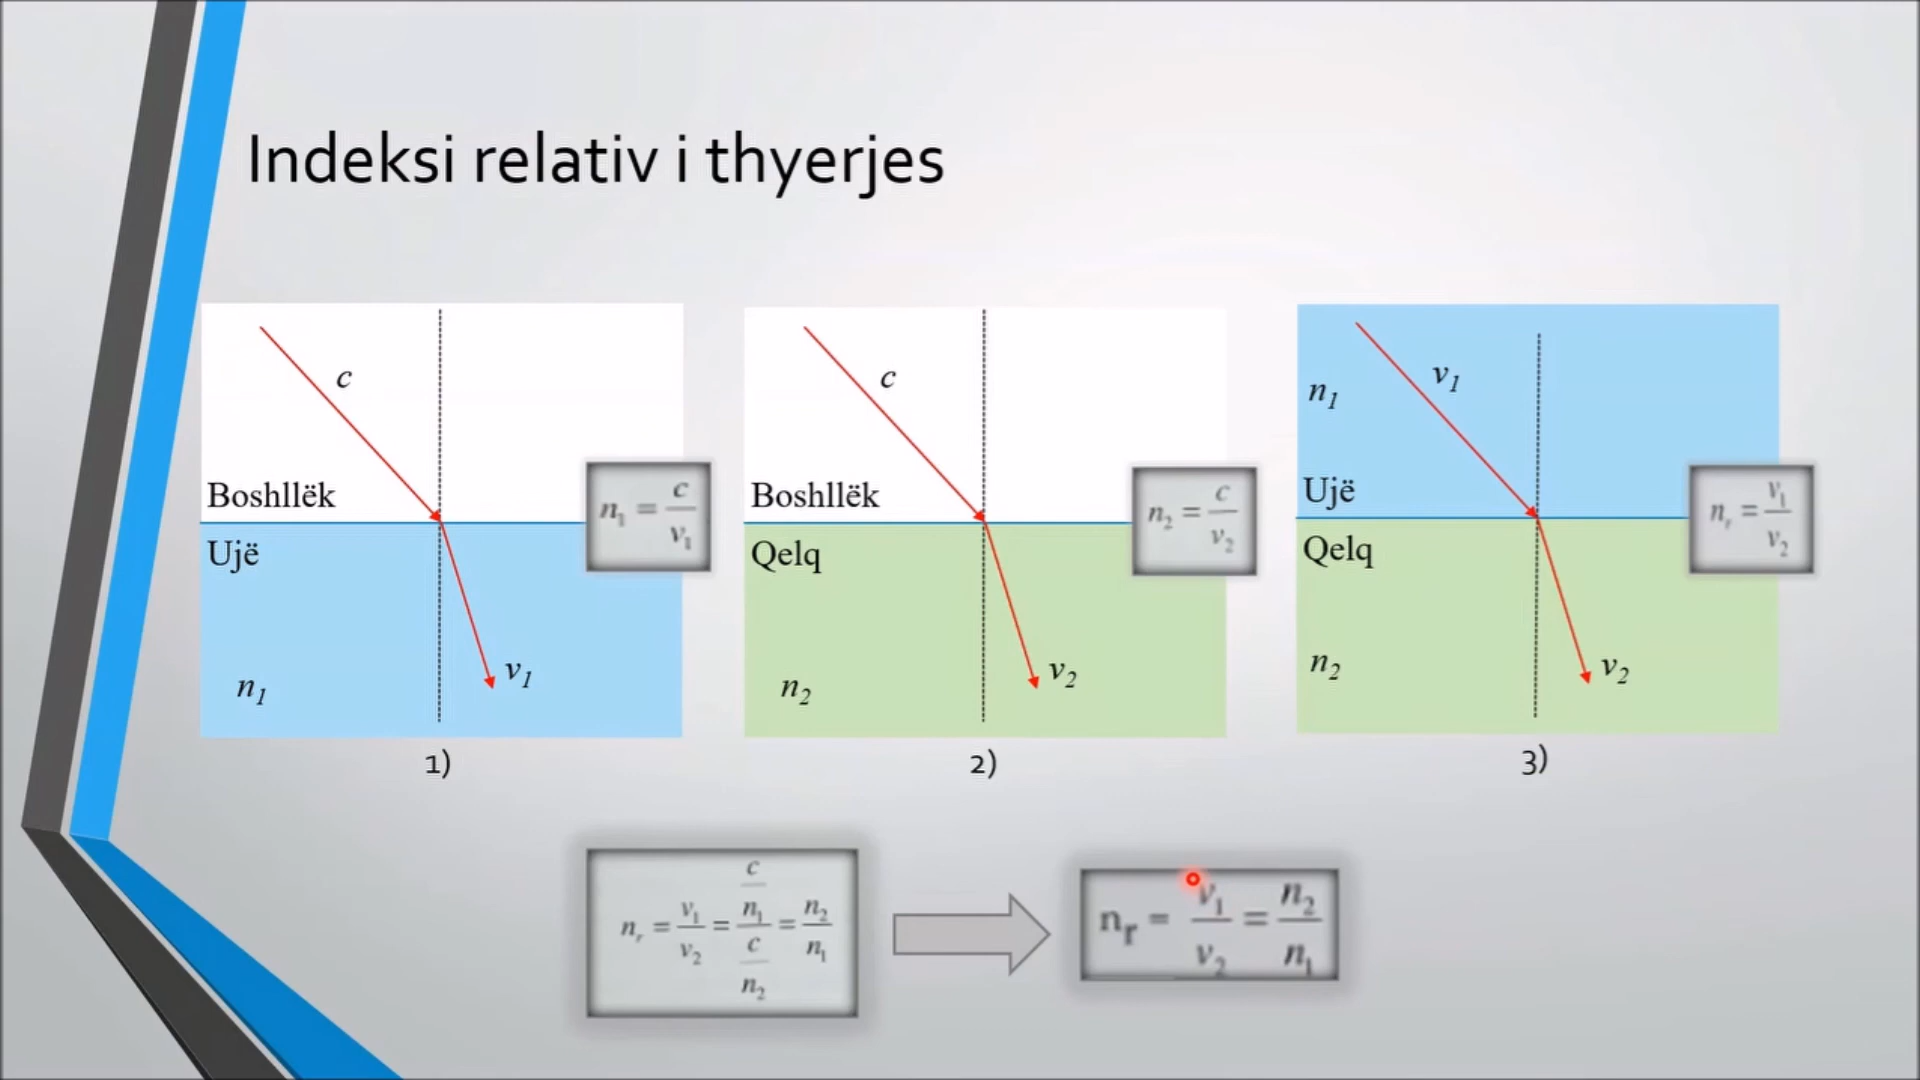 Indeksi relativ i thyerjes
c
Boshllëk
Ujë
n₁ = c/v₁
n₁
v₁
1)
c
Boshllëk
Qelq
n₂ = c/v₂
n₂
v₂
2)
n₁
v₁
Ujë
Qelq
nᵣ = v₁/v₂
n₂
v₂
3)
nᵣ = v₁/v₂ = (c/n₁)/(c/n₂) = n₂/n₁
nᵣ = v₁/v₂ = n₂/n₁